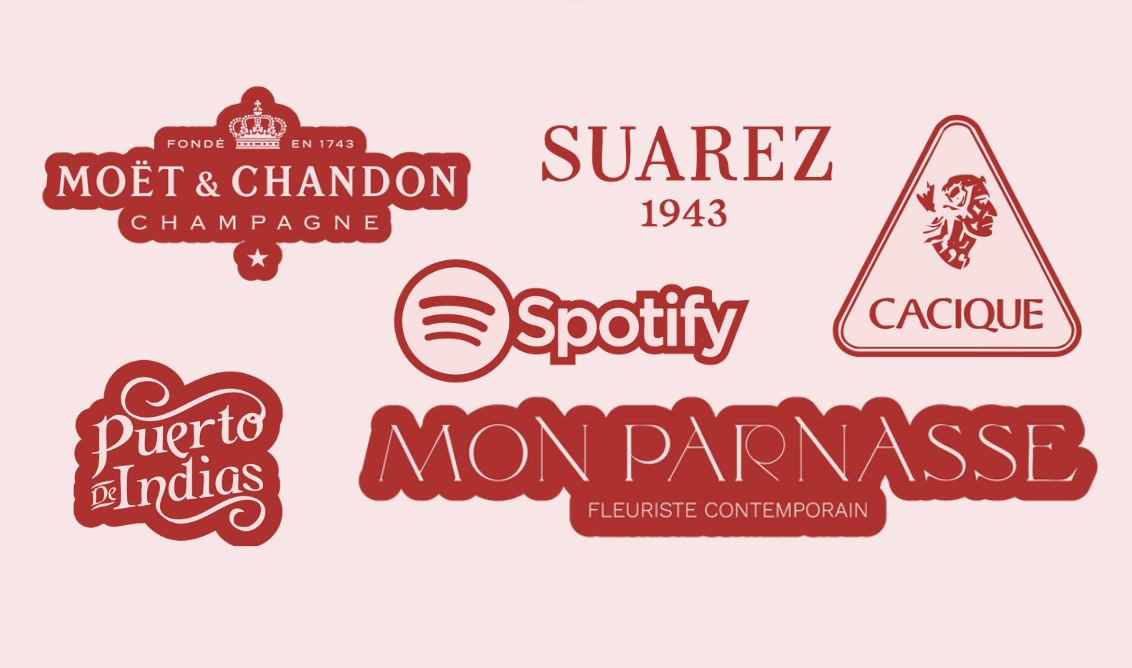 FONDÉ EN 1743
MOËT & CHANDON
CHAMPAGNE
SUAREZ
1943
CACIQUE
Spotify
Puerto
De Indias
MON PARNASSE
FLEURISTE CONTEMPORAIN